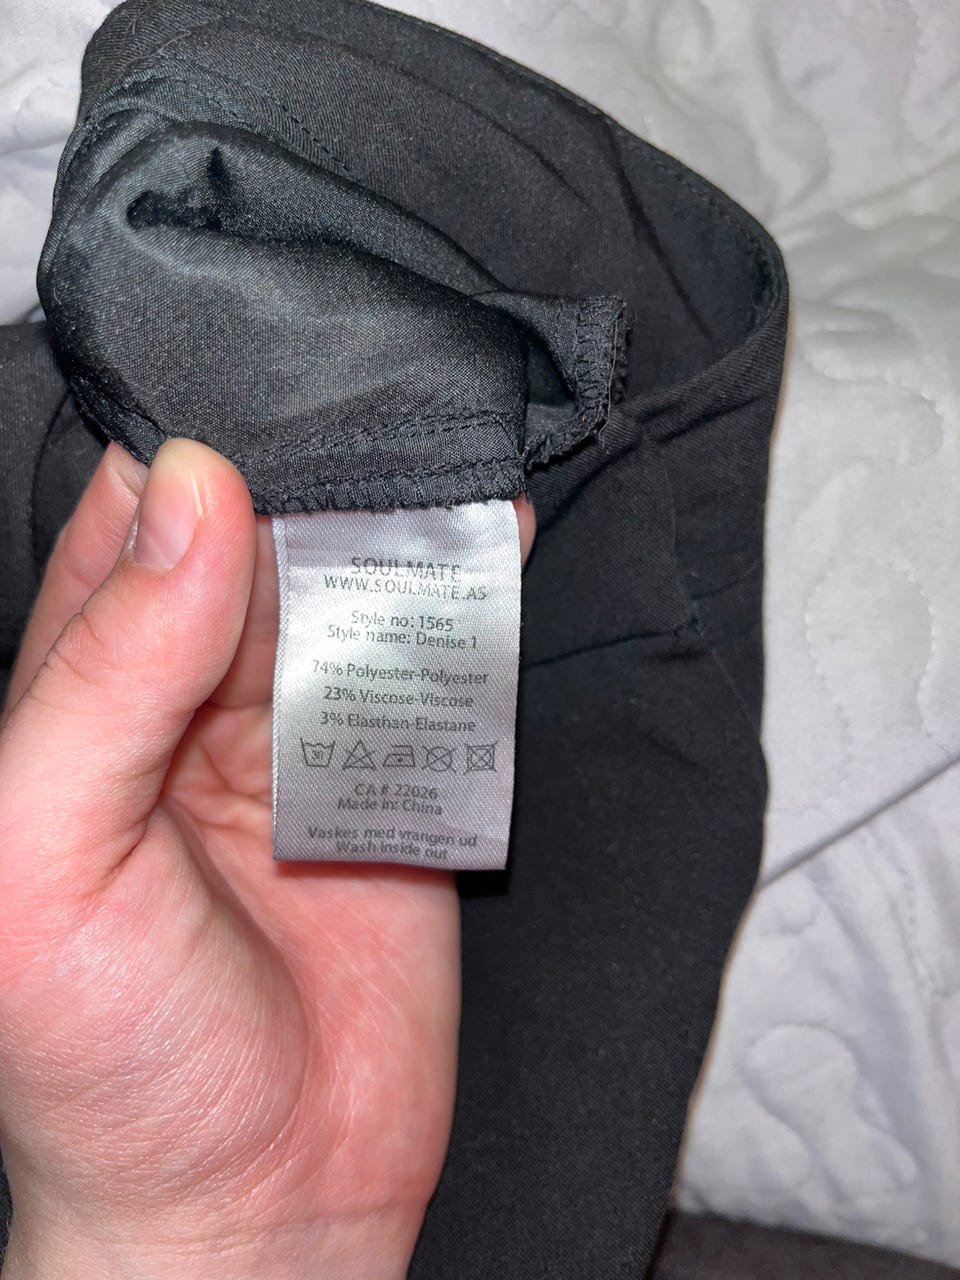 SOULMATE
WWW.SOULMATE.AS
Style no: 1565
Style name: Denise 1
74% Polyester-Polyester
23% Viscose-Viscose
3% Elasthan-Elastane
CA # 22026
Made in: China
Vaskes med vrangen ud
Wash inside out